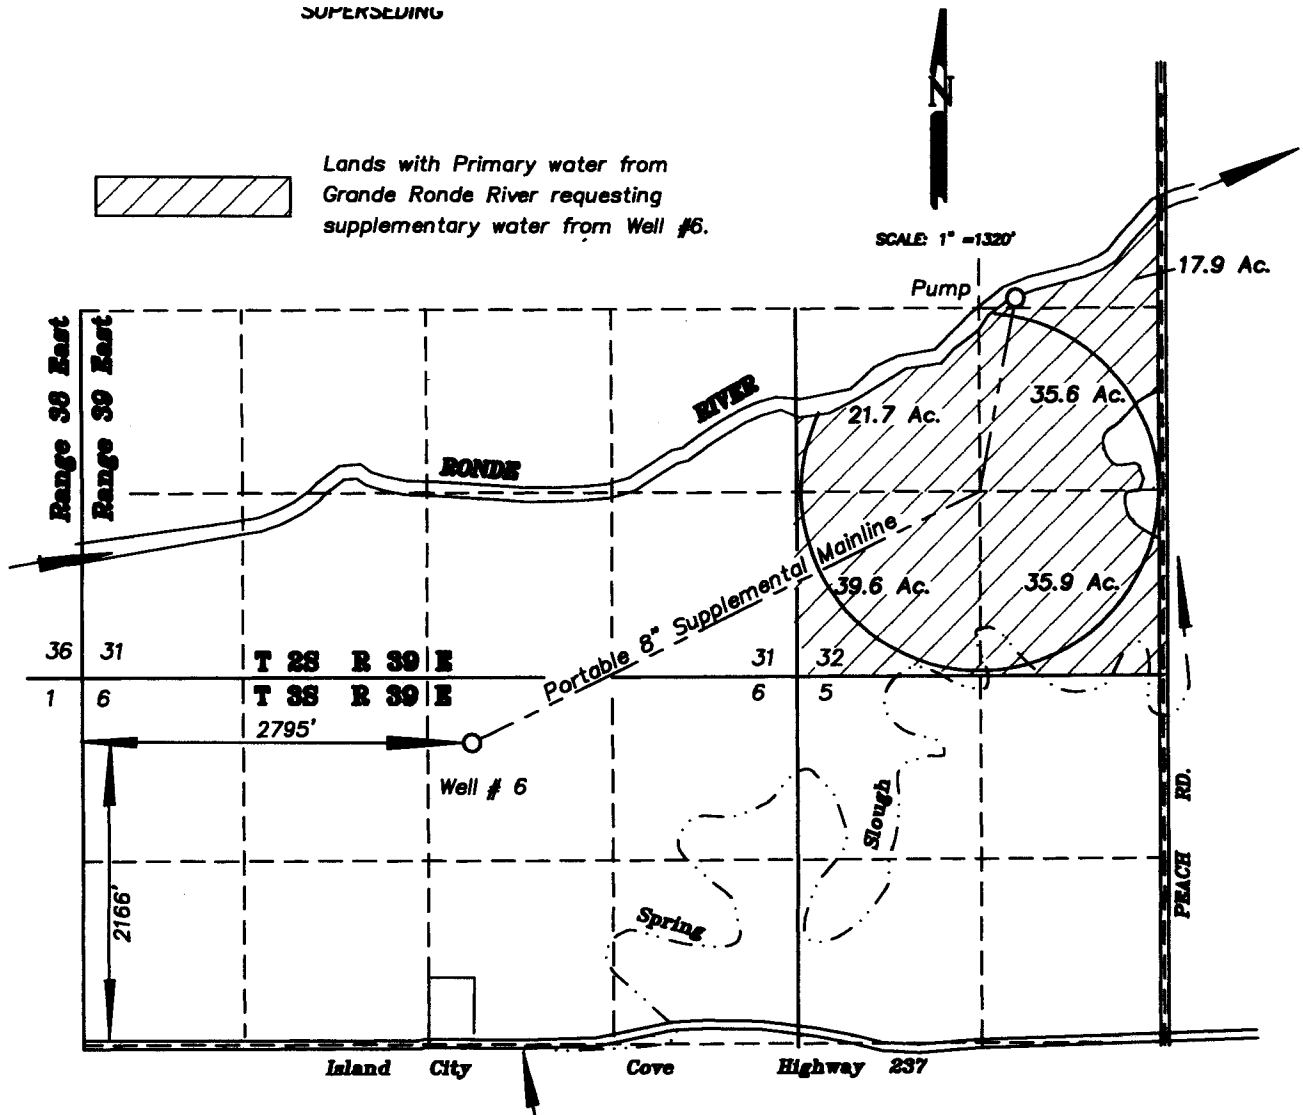 SUPERSEDING
N
Lands with Primary water from
Grande Ronde River requesting
supplementary water from Well #6.
SCALE: 1" =1320'
17.9 Ac.
Pump
Range 38 East
Range 39 East
RIVER
35.6 Ac.
21.7 Ac.
RONDE
Portable 8" Supplemental Mainline
39.6 Ac.
35.9 Ac.
36 31
T 2S R 39 E
31 32
1 6
T 3S R 39 E
6 5
2795'
Well # 6
2166'
Slough
Spring
PEACH RD.
Island City Cove Highway 237